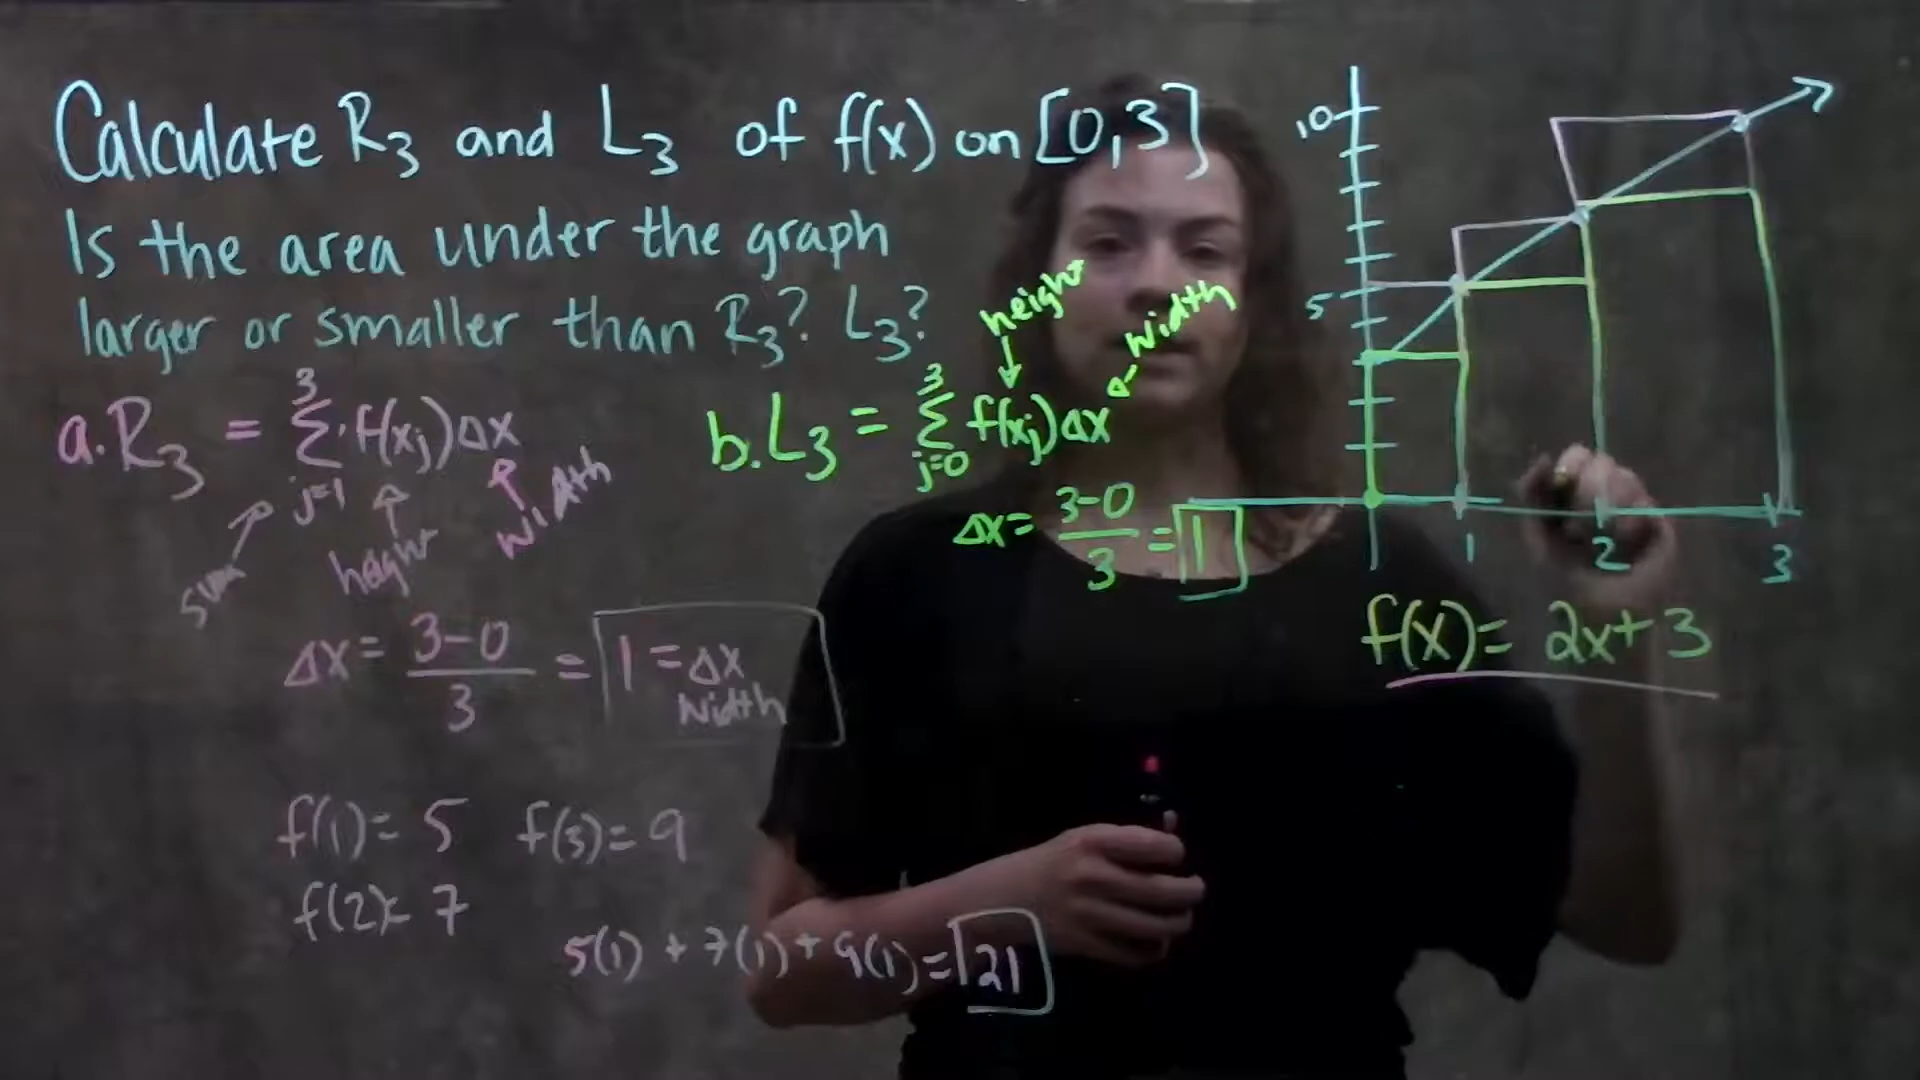 Calculate R₃ and L₃ of f(x) on [0,3]
Is the area under the graph
larger or smaller than R₃? L₃?
a. R₃ = 3 Σ j=1 f(xⱼ)Δx
sum
height
width
Δx = 3-0 / 3 = 1 = Δx
width
f(1) = 5 f(3) = 9
f(2) = 7
5(1) + 7(1) + 9(1) = 21
height
width
b. L₃ = 3 Σ j=0 f(xⱼ)Δx
Δx = 3-0 / 3 = 1
10
5
1 2 3
f(x) = 2x+3